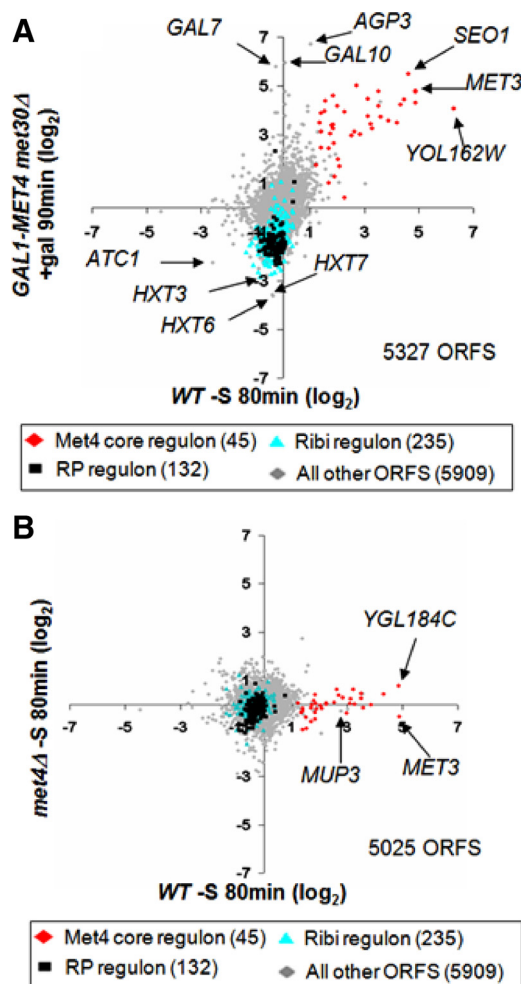 A
GAL7
AGP3
GAL10
SEO1
MET3
YOL162W
GAL1-MET4 met30Δ
+gal 90min (log2)
7
5
3
1
-7
-5
-3
-1
1
3
5
7
-1
-3
-5
-7
ATC1
HXT3
HXT6
HXT7
5327 ORFS
WT -S 80min (log2)
Met4 core regulon (45)
Ribi regulon (235)
RP regulon (132)
All other ORFS (5909)
B
met4Δ -S 80min (log2)
7
5
3
1
-7
-5
-3
-1
1
3
5
7
-1
-3
-5
-7
YGL184C
MUP3
MET3
5025 ORFS
WT -S 80min (log2)
Met4 core regulon (45)
Ribi regulon (235)
RP regulon (132)
All other ORFS (5909)